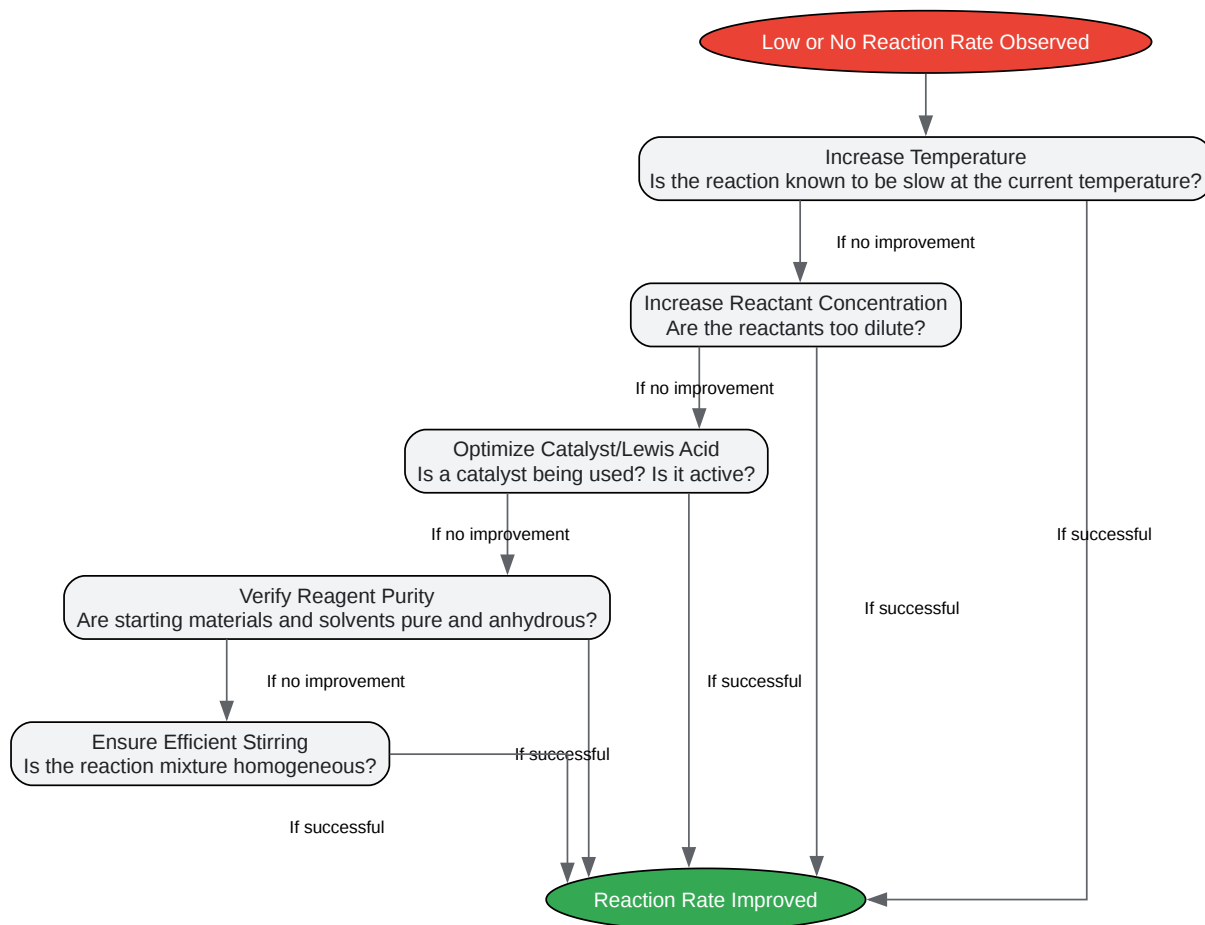 Low or No Reaction Rate Observed
Increase Temperature
Is the reaction known to be slow at the current temperature?
If no improvement
Increase Reactant Concentration
Are the reactants too dilute?
If no improvement
Optimize Catalyst/Lewis Acid
Is a catalyst being used? Is it active?
If no improvement
If successful
Verify Reagent Purity
Are starting materials and solvents pure and anhydrous?
If successful
If no improvement
If successful
Ensure Efficient Stirring
Is the reaction mixture homogeneous?
If successful
If successful
Reaction Rate Improved